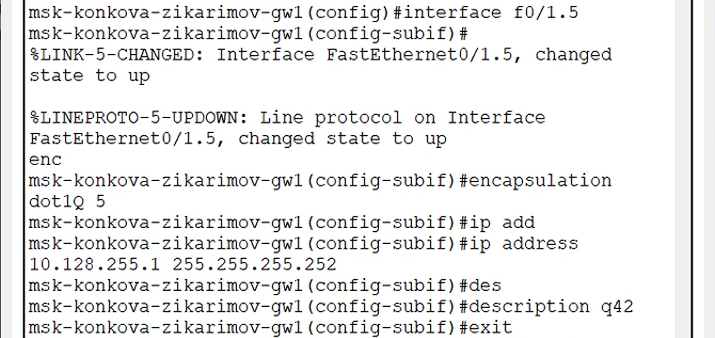 msk-konkova-zikarimov-gw1(config)#interface f0/1.5
msk-konkova-zikarimov-gw1(config-subif)#
%LINK-5-CHANGED: Interface FastEthernet0/1.5, changed
state to up
%LINEPROTO-5-UPDOWN: Line protocol on Interface
FastEthernet0/1.5, changed state to up
enc
msk-konkova-zikarimov-gw1(config-subif)#encapsulation
dot1Q 5
msk-konkova-zikarimov-gw1(config-subif)#ip add
msk-konkova-zikarimov-gw1(config-subif)#ip address
10.128.255.1 255.255.255.252
msk-konkova-zikarimov-gw1(config-subif)#des
msk-konkova-zikarimov-gw1(config-subif)#description q42
msk-konkova-zikarimov-gw1(config-subif)#exit